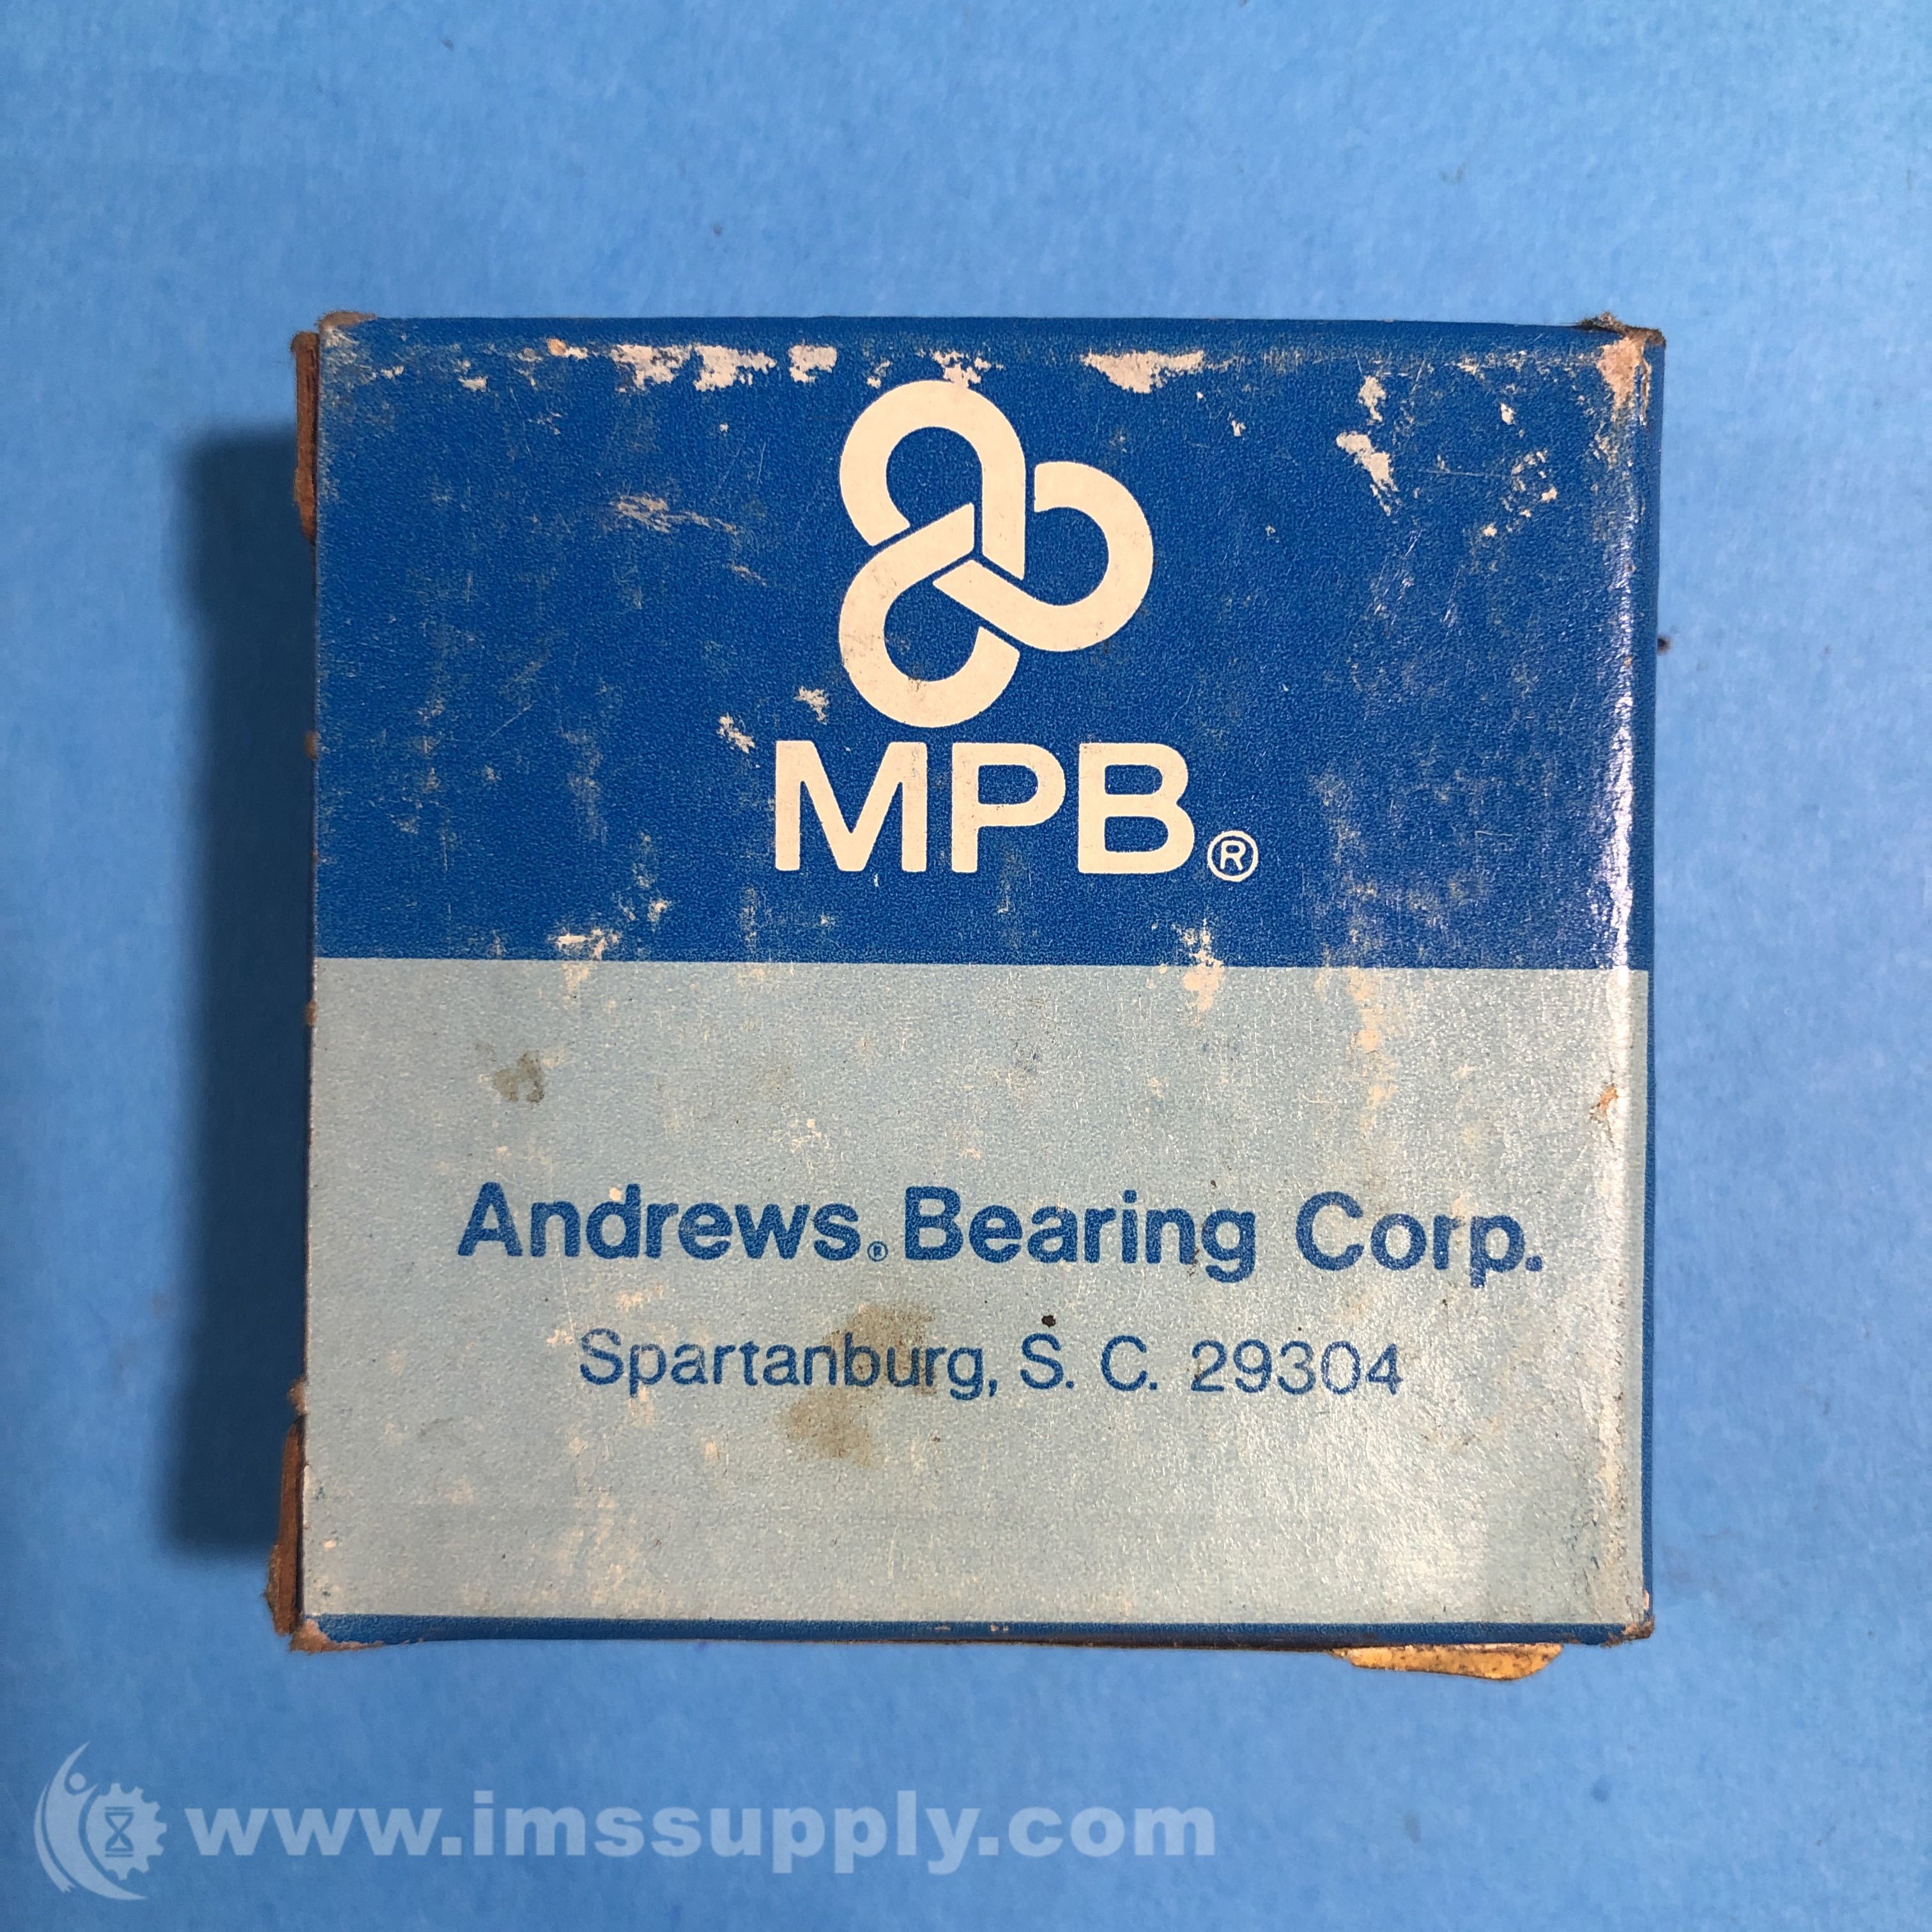 MPB®
Andrews® Bearing Corp.
Spartanburg, S. C. 29304
www.imssupply.com